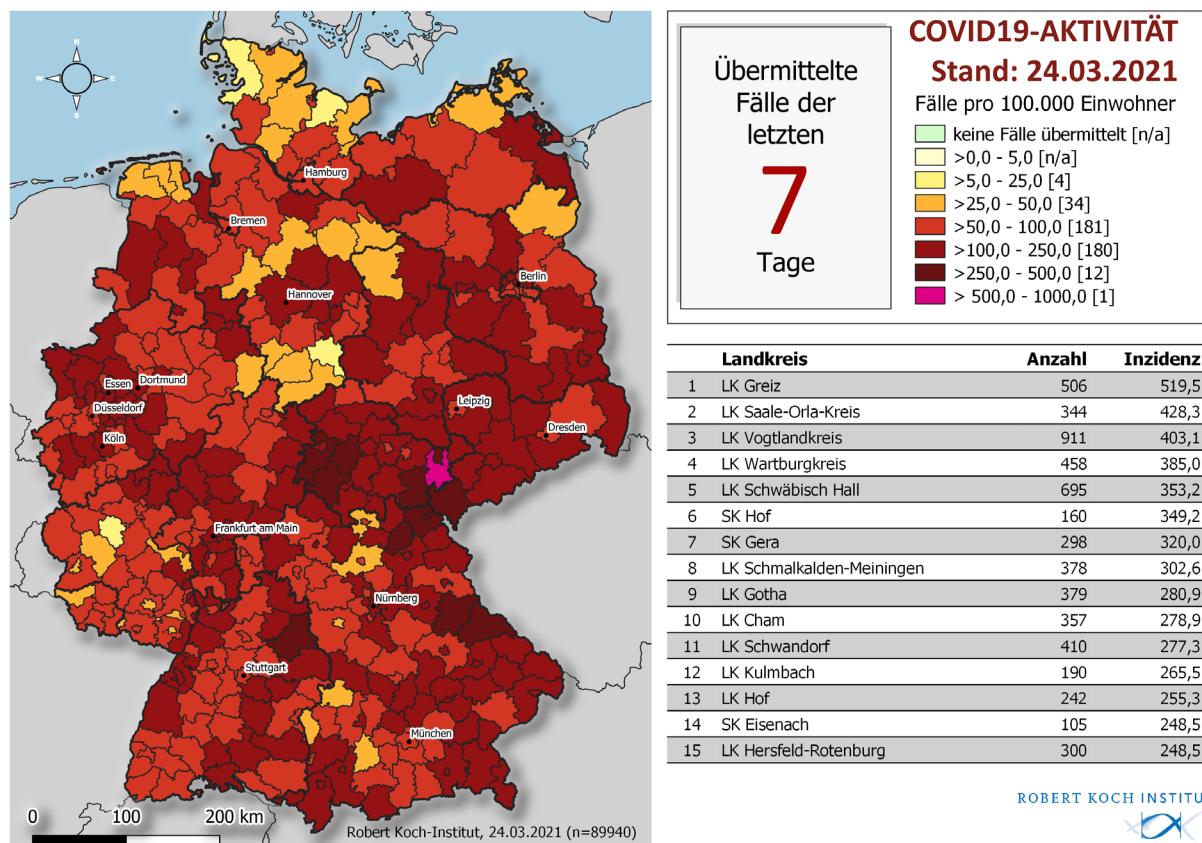 N
W
E
S
Hamburg
Bremen
Berlin
Hannover
Essen
Dortmund
Düsseldorf
Leipzig
Köln
Dresden
Frankfurt am Main
Nürnberg
Stuttgart
München
0 100 200 km
Robert Koch-Institut, 24.03.2021 (n=89940)
Übermittelte
Fälle der
letzten
7
Tage
COVID19-AKTIVITÄT
Stand: 24.03.2021
Fälle pro 100.000 Einwohner
keine Fälle übermittelt [n/a]
>0,0 - 5,0 [n/a]
>5,0 - 25,0 [4]
>25,0 - 50,0 [34]
>50,0 - 100,0 [181]
>100,0 - 250,0 [180]
>250,0 - 500,0 [12]
> 500,0 - 1000,0 [1]
Landkreis Anzahl Inzidenz
1 LK Greiz 506 519,5
2 LK Saale-Orla-Kreis 344 428,3
3 LK Vogtlandkreis 911 403,1
4 LK Wartburgkreis 458 385,0
5 LK Schwäbisch Hall 695 353,2
6 SK Hof 160 349,2
7 SK Gera 298 320,0
8 LK Schmalkalden-Meiningen 378 302,6
9 LK Gotha 379 280,9
10 LK Cham 357 278,9
11 LK Schwandorf 410 277,3
12 LK Kulmbach 190 265,5
13 LK Hof 242 255,3
14 SK Eisenach 105 248,5
15 LK Hersfeld-Rotenburg 300 248,5
ROBERT KOCH INSTITU